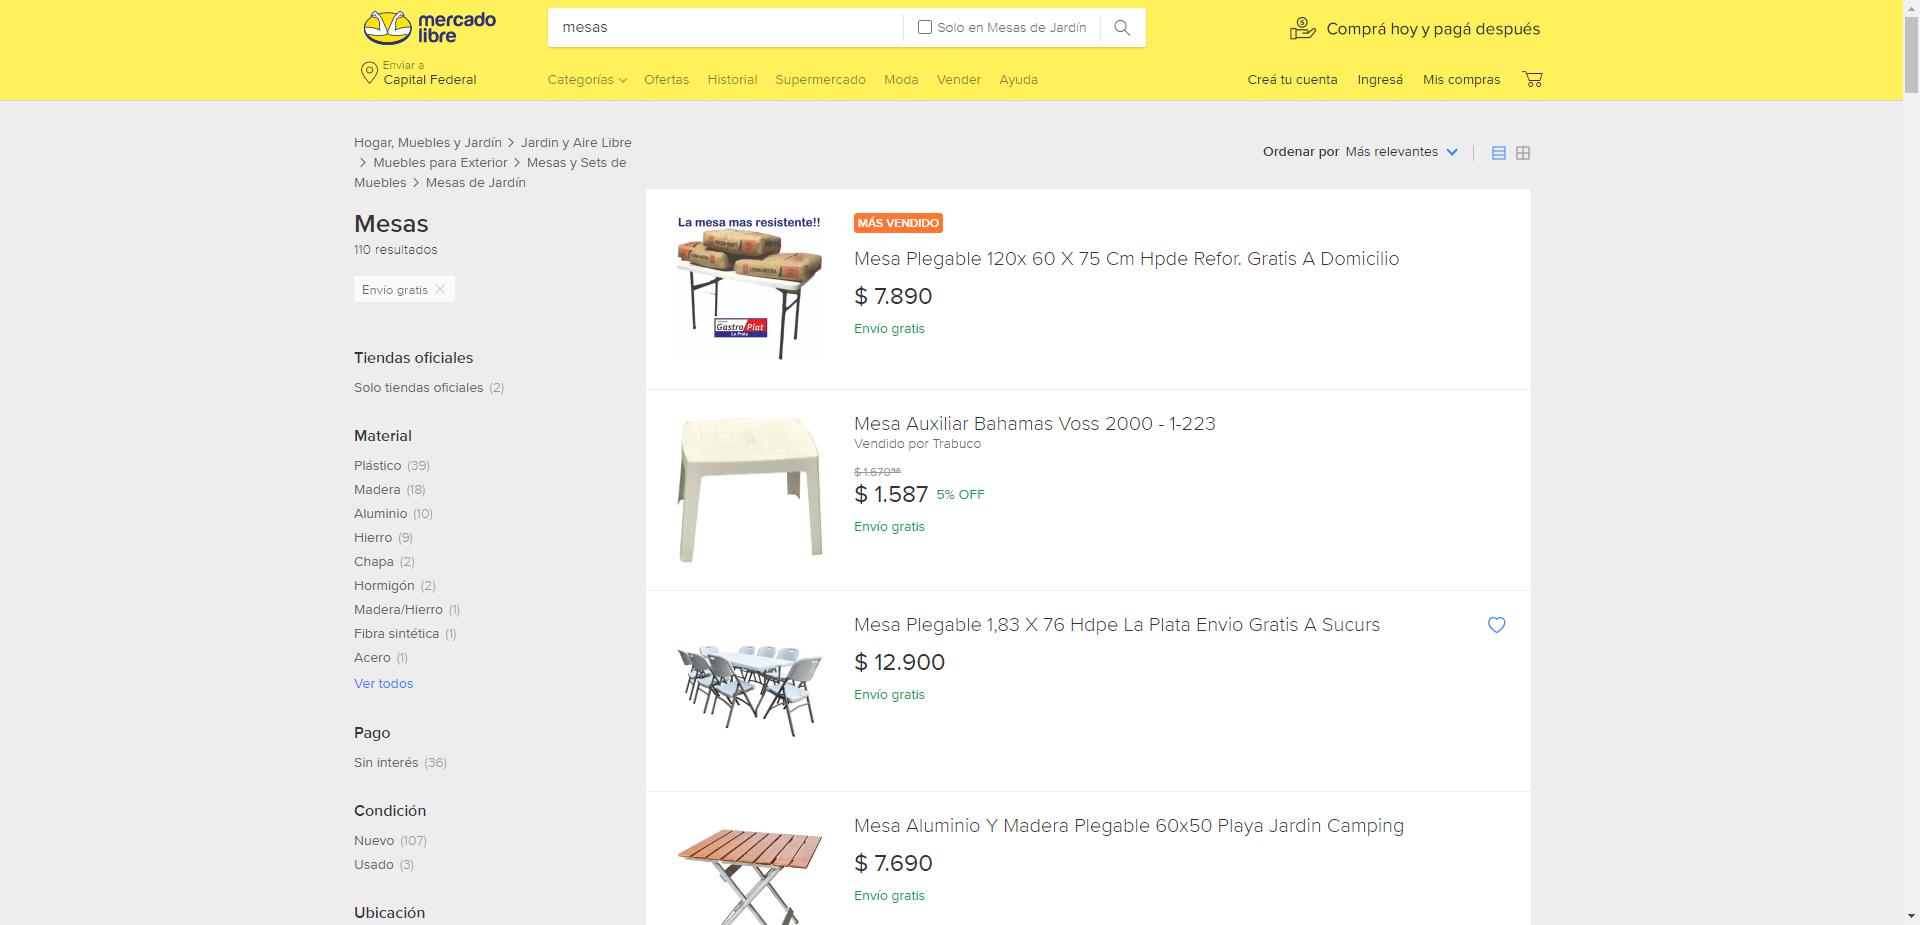 mercado
libre
mesas
Solo en Mesas de Jardín
Comprá hoy y pagá después
Enviar a
Capital Federal
Categorías
Ofertas
Historial
Supermercado
Moda
Vender
Ayuda
Creá tu cuenta
Ingresá
Mis compras
Hogar, Muebles y Jardín > Jardin y Aire Libre
> Muebles para Exterior > Mesas y Sets de
Muebles > Mesas de Jardín
Ordenar por Más relevantes
Mesas
110 resultados
Envío gratis
Tiendas oficiales
Solo tiendas oficiales (2)
Material
Plástico (39)
Madera (18)
Aluminio (10)
Hierro (9)
Chapa (2)
Hormigón (2)
Madera/Hierro (1)
Fibra sintética (1)
Acero (1)
Ver todos
Pago
Sin interés (36)
Condición
Nuevo (107)
Usado (3)
Ubicación
La mesa mas resistente!!
GastroPlat
La Plata
MÁS VENDIDO
Mesa Plegable 120x 60 X 75 Cm Hpde Refor. Gratis A Domicilio
$ 7.890
Envío gratis
Mesa Auxiliar Bahamas Voss 2000 - 1-223
Vendido por Trabuco
$ 1.670
$ 1.587 5% OFF
Envío gratis
Mesa Plegable 1,83 X 76 Hdpe La Plata Envio Gratis A Sucurs
$ 12.900
Envío gratis
Mesa Aluminio Y Madera Plegable 60x50 Playa Jardin Camping
$ 7.690
Envío gratis